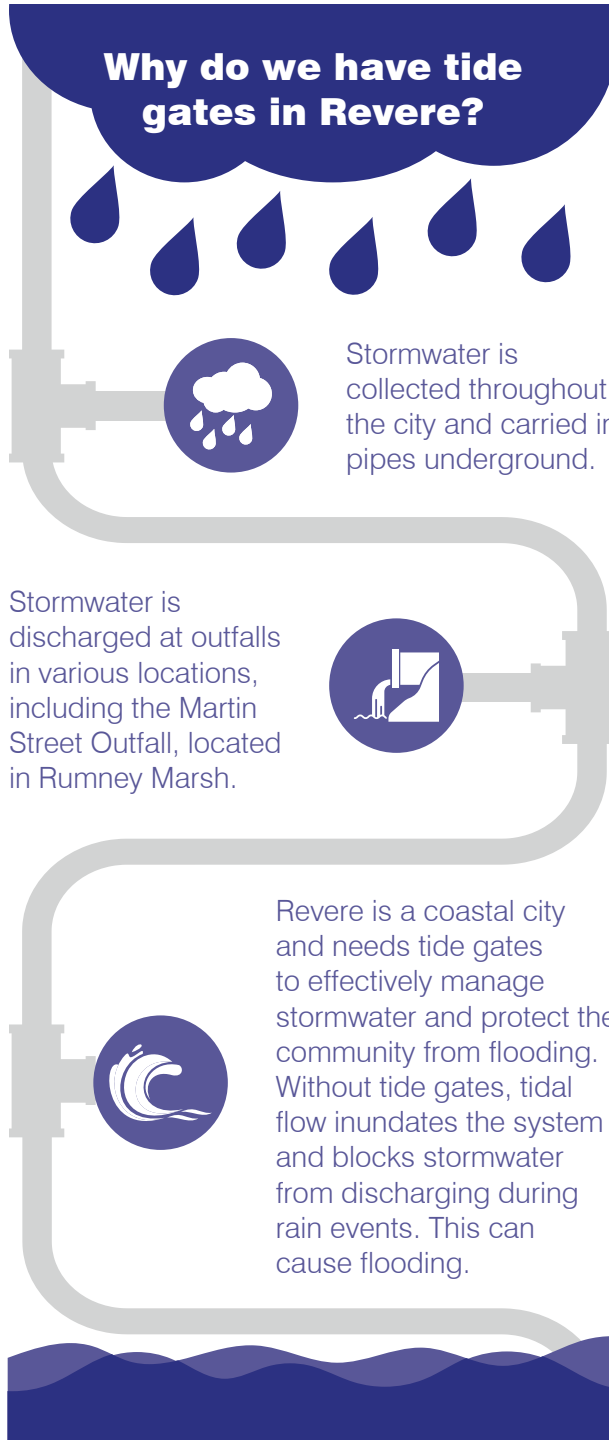 Why do we have tide
gates in Revere?
Stormwater is
collected throughout
the city and carried in
pipes underground.
Stormwater is
discharged at outfalls
in various locations,
including the Martin
Street Outfall, located
in Rumney Marsh.
Revere is a coastal city
and needs tide gates
to effectively manage
stormwater and protect the
community from flooding.
Without tide gates, tidal
flow inundates the system
and blocks stormwater
from discharging during
rain events. This can
cause flooding.